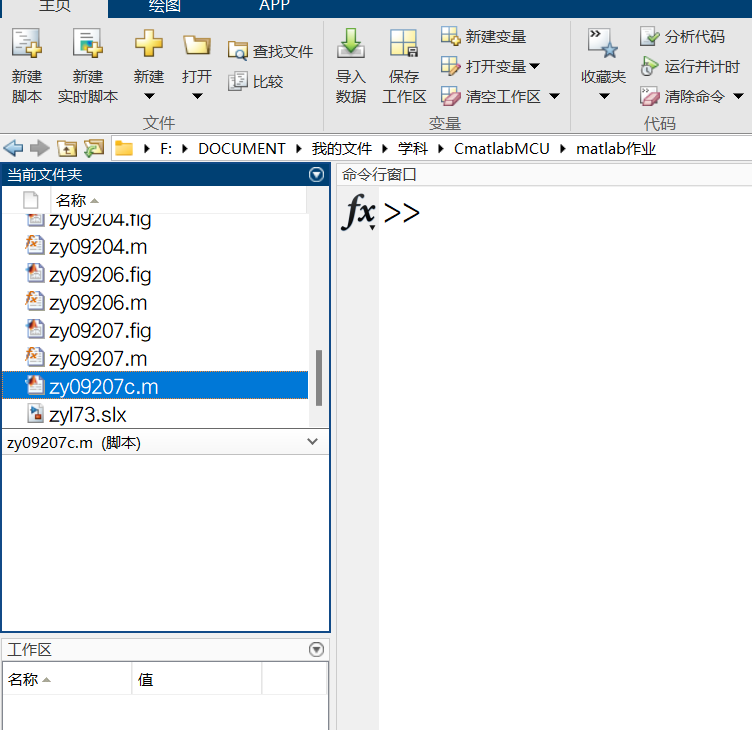 主页 绘图 APP
新建脚本
新建实时脚本
新建
打开
查找文件
比较
文件
导入数据
保存工作区
新建变量
打开变量
清空工作区
变量
收藏夹
分析代码
运行并计时
清除命令
代码
F: DOCUMENT 我的文件 学科 CmatlabMCU matlab作业
当前文件夹
名称
zy09204.fig
zy09204.m
zy09206.fig
zy09206.m
zy09207.fig
zy09207.m
zy09207c.m
zyl73.slx
zy09207c.m (脚本)
工作区
名称 值
命令行窗口
fx >>